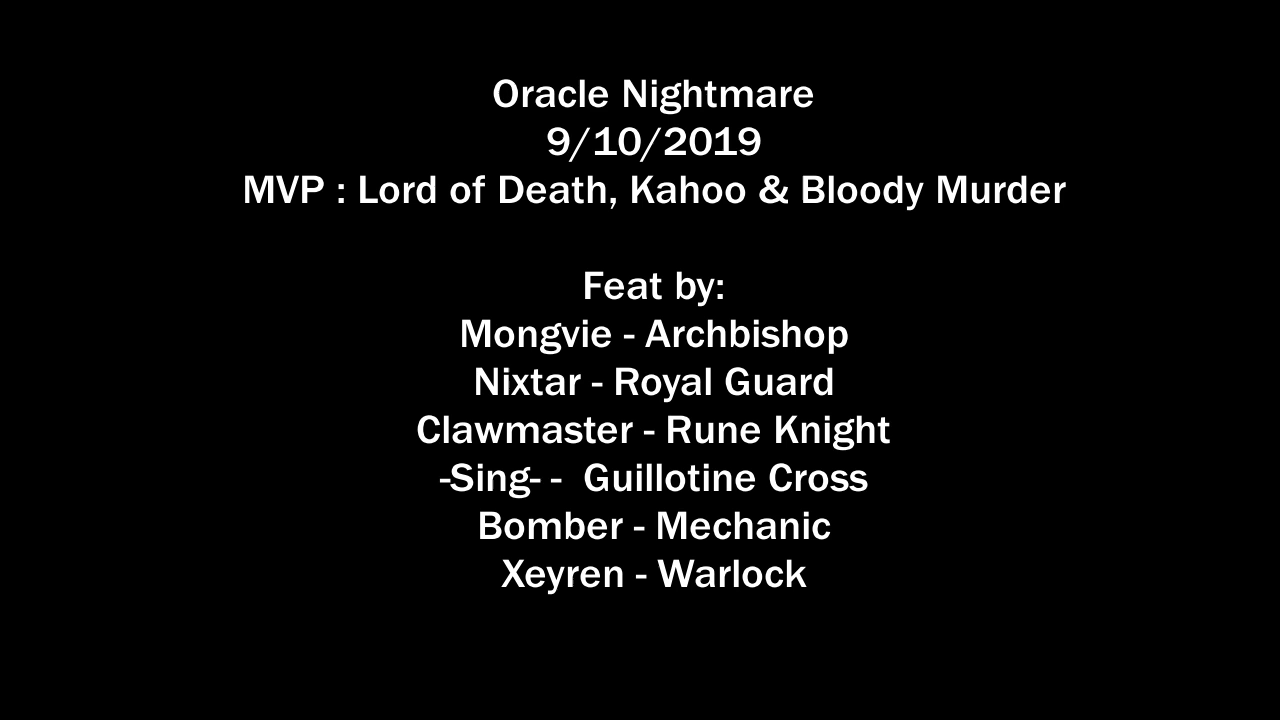 Oracle Nightmare
9/10/2019
MVP : Lord of Death, Kahoo & Bloody Murder
Feat by:
Mongvie - Archbishop
Nixtar - Royal Guard
Clawmaster - Rune Knight
-Sing- -  Guillotine Cross
Bomber - Mechanic
Xeyren - Warlock